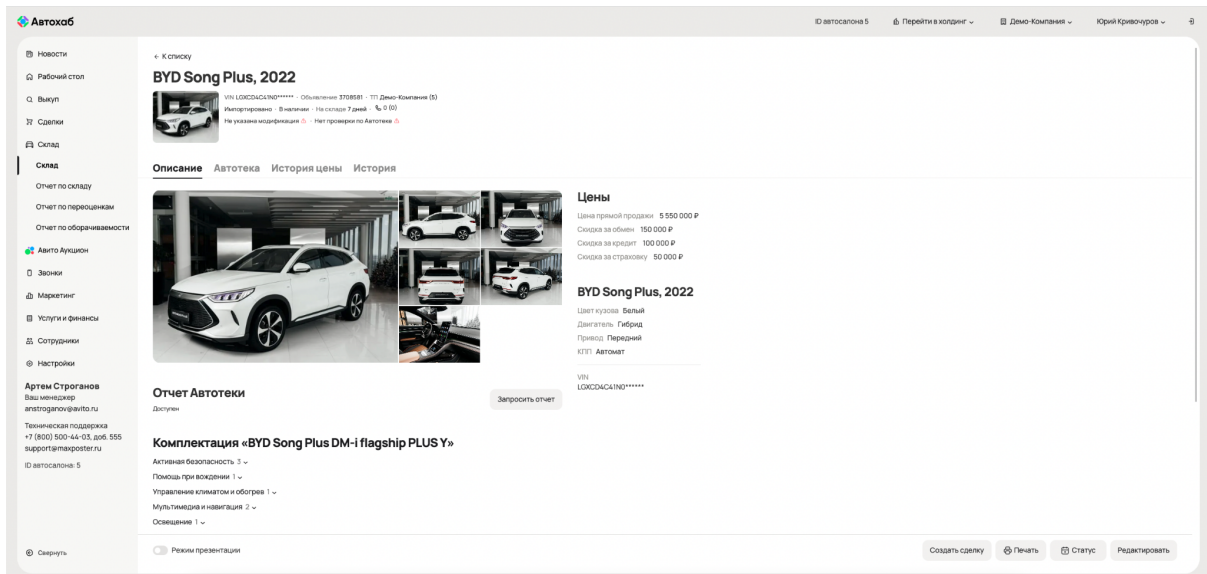 Автохаб
ID автосалона 5
Перейти в холдинг
Демо-Компания
Юрий Кривочуров
Новости
Рабочий стол
Выкуп
Сделки
Склад
Склад
Отчет по складу
Отчет по переоценкам
Отчет по оборачиваемости
Авито Аукцион
Звонки
Маркетинг
Услуги и финансы
Сотрудники
Настройки
Артем Строганов
Ваш менеджер
anstroganov@avito.ru
Техническая поддержка
+7 (800) 500-44-03, доб. 555
support@maxposter.ru
ID автосалона: 5
Свернуть
← К списку
BYD Song Plus, 2022
VIN LGXCD4C41N0****** · Объявление 3708581 · ТП Демо-Компания (5)
Импортировано · В наличии · На складе 7 дней · 0 (0)
Не указана модификация · Нет проверки по Автотеке
Описание Автотека История цены История
Отчет Автотеки
Доступен
Запросить отчет
Комплектация «BYD Song Plus DM-i flagship PLUS Y»
Активная безопасность 3
Помощь при вождении 1
Управление климатом и обогрев 1
Мультимедиа и навигация 2
Освещение 1
Цены
Цена прямой продажи 5 550 000 ₽
Скидка за обмен 150 000 ₽
Скидка за кредит 100 000 ₽
Скидка за страховку 50 000 ₽
BYD Song Plus, 2022
Цвет кузова Белый
Двигатель Гибрид
Привод Передний
КПП Автомат
VIN
LGXCD4C41N0******
Режим презентации
Создать сделку
Печать
Статус
Редактировать